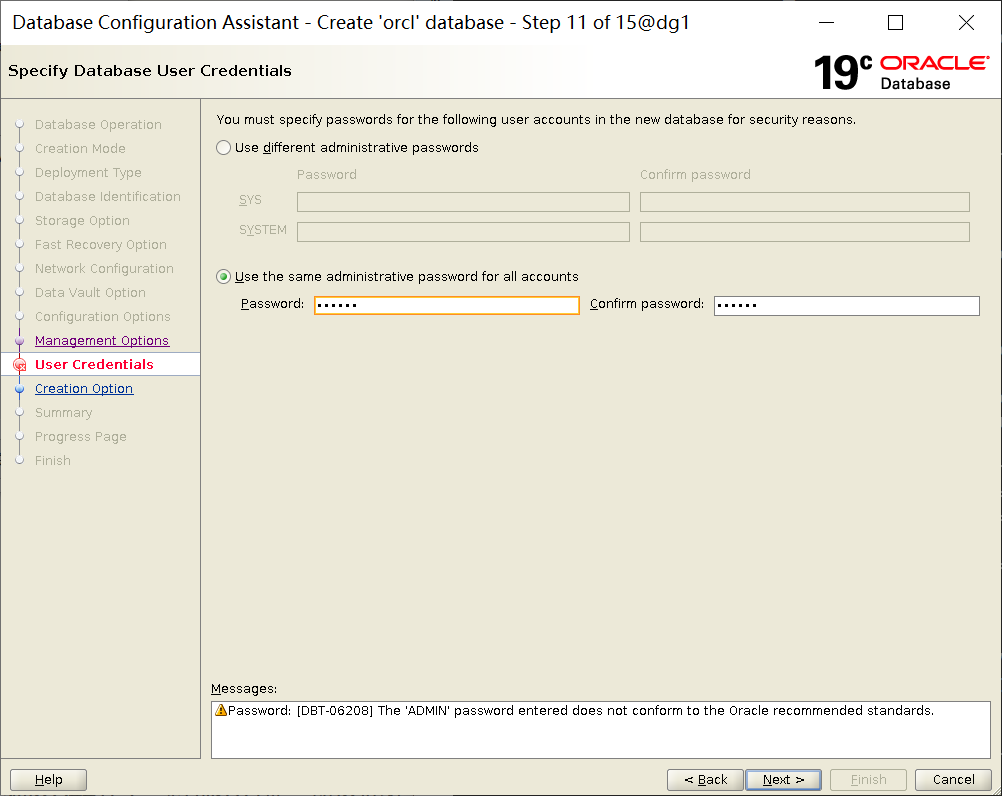 Database Configuration Assistant - Create 'orcl' database - Step 11 of 15@dg1
Specify Database User Credentials
19c ORACLE
Database
Database Operation
Creation Mode
Deployment Type
Database Identification
Storage Option
Fast Recovery Option
Network Configuration
Data Vault Option
Configuration Options
Management Options
User Credentials
Creation Option
Summary
Progress Page
Finish
You must specify passwords for the following user accounts in the new database for security reasons.
Use different administrative passwords
Password Confirm password
SYS
SYSTEM
Use the same administrative password for all accounts
Password: •••••• Confirm password: ••••••
Messages:
Password: [DBT-06208] The 'ADMIN' password entered does not conform to the Oracle recommended standards.
Help < Back Next > Finish Cancel